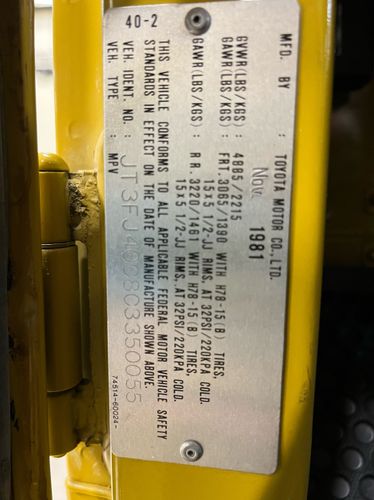 MFD. BY : TOYOTA MOTOR CO., LTD.
Nov. 1981
GVWR(LBS/KGS) : 4885/2215
GAWR(LBS/KGS) : FRT. 3065/1390 WITH H78-15(B) TIRES,
15X5 1/2-JJ RIMS, AT 32PSI/220KPA COLD.
GAWR(LBS/KGS) : RR. 3220/1461 WITH H78-15(B) TIRES,
15X5 1/2-JJ RIMS, AT 32PSI/220KPA COLD.
THIS VEHICLE CONFORMS TO ALL APPLICABLE FEDERAL MOTOR VEHICLE SAFETY
STANDARDS IN EFFECT ON THE DATE OF MANUFACTURE SHOWN ABOVE.
VEH. IDENT. NO. :
VEH. TYPE : MPV
40-2
74514-60024-